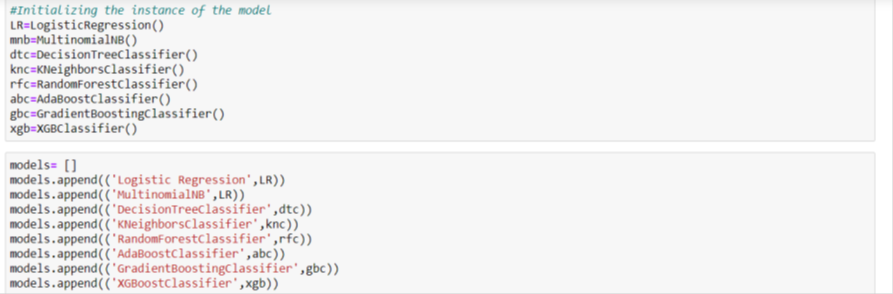 #Initializing the instance of the model
LR=LogisticRegression()
mnb=MultinomialNB()
dtc=DecisionTreeClassifier()
knc=KNeighborsClassifier()
rfc=RandomForestClassifier()
abc=AdaBoostClassifier()
gbc=GradientBoostingClassifier()
xgb=XGBClassifier()
models= []
models.append(('Logistic Regression',LR))
models.append(('MultinomialNB',LR))
models.append(('DecisionTreeClassifier',dtc))
models.append(('KNeighborsClassifier',knc))
models.append(('RandomForestClassifier',rfc))
models.append(('AdaBoostClassifier',abc))
models.append(('GradientBoostingClassifier',gbc))
models.append(('XGBoostClassifier',xgb))